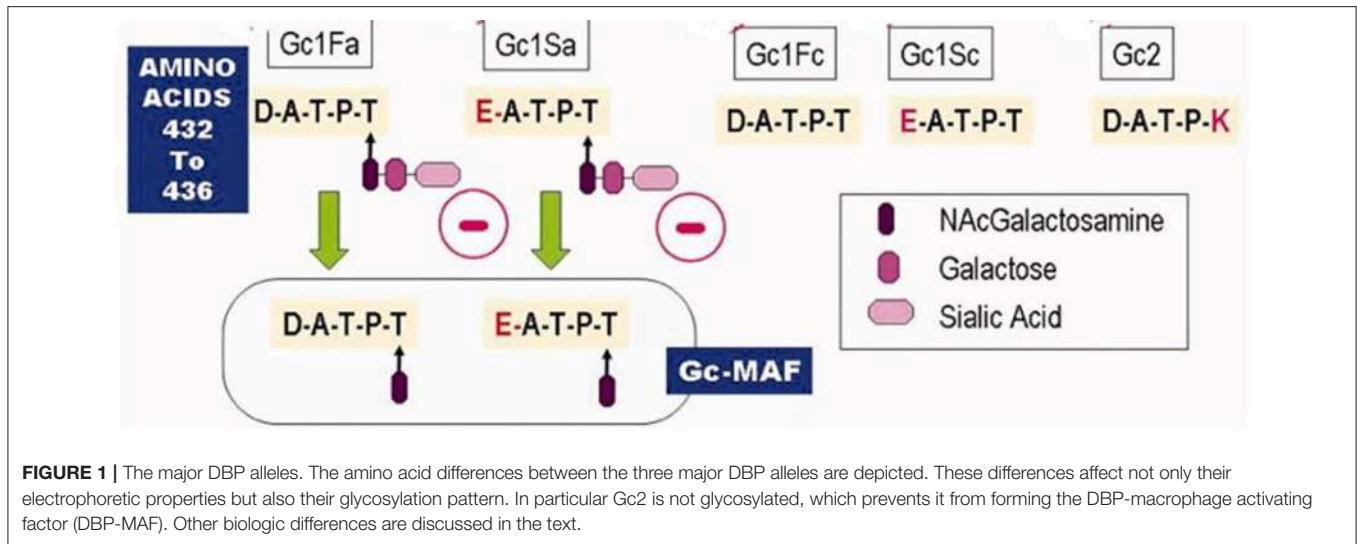 Gc1Fa
Gc1Sa
Gc1Fc
Gc1Sc
Gc2
AMINO
ACIDS
432
To
436
D-A-T-P-T
E-A-T-P-T
D-A-T-P-T
E-A-T-P-T
D-A-T-P-K
NAcGalactosamine
Galactose
Sialic Acid
D-A-T-P-T
E-A-T-P-T
Gc-MAF
FIGURE 1 | The major DBP alleles. The amino acid differences between the three major DBP alleles are depicted. These differences affect not only their
electrophoretic properties but also their glycosylation pattern. In particular Gc2 is not glycosylated, which prevents it from forming the DBP-macrophage activating
factor (DBP-MAF). Other biologic differences are discussed in the text.